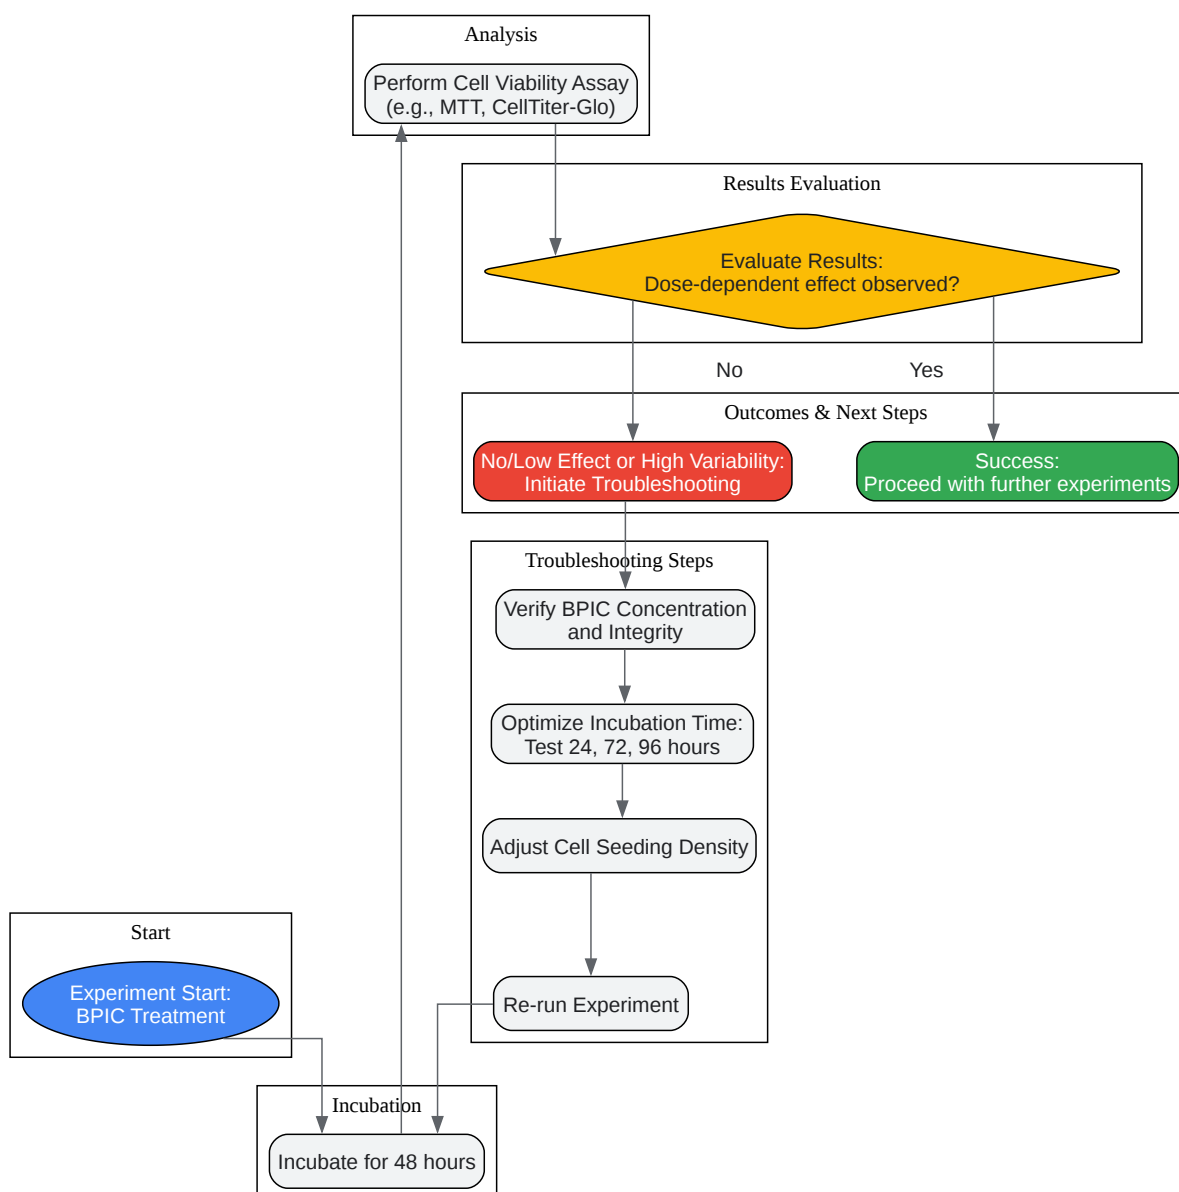 Analysis
Perform Cell Viability Assay
(e.g., MTT, CellTiter-Glo)
Results Evaluation
Evaluate Results:
Dose-dependent effect observed?
No
Yes
Outcomes & Next Steps
No/Low Effect or High Variability:
Initiate Troubleshooting
Success:
Proceed with further experiments
Troubleshooting Steps
Verify BPIC Concentration
and Integrity
Optimize Incubation Time:
Test 24, 72, 96 hours
Adjust Cell Seeding Density
Re-run Experiment
Start
Experiment Start:
BPIC Treatment
Incubation
Incubate for 48 hours